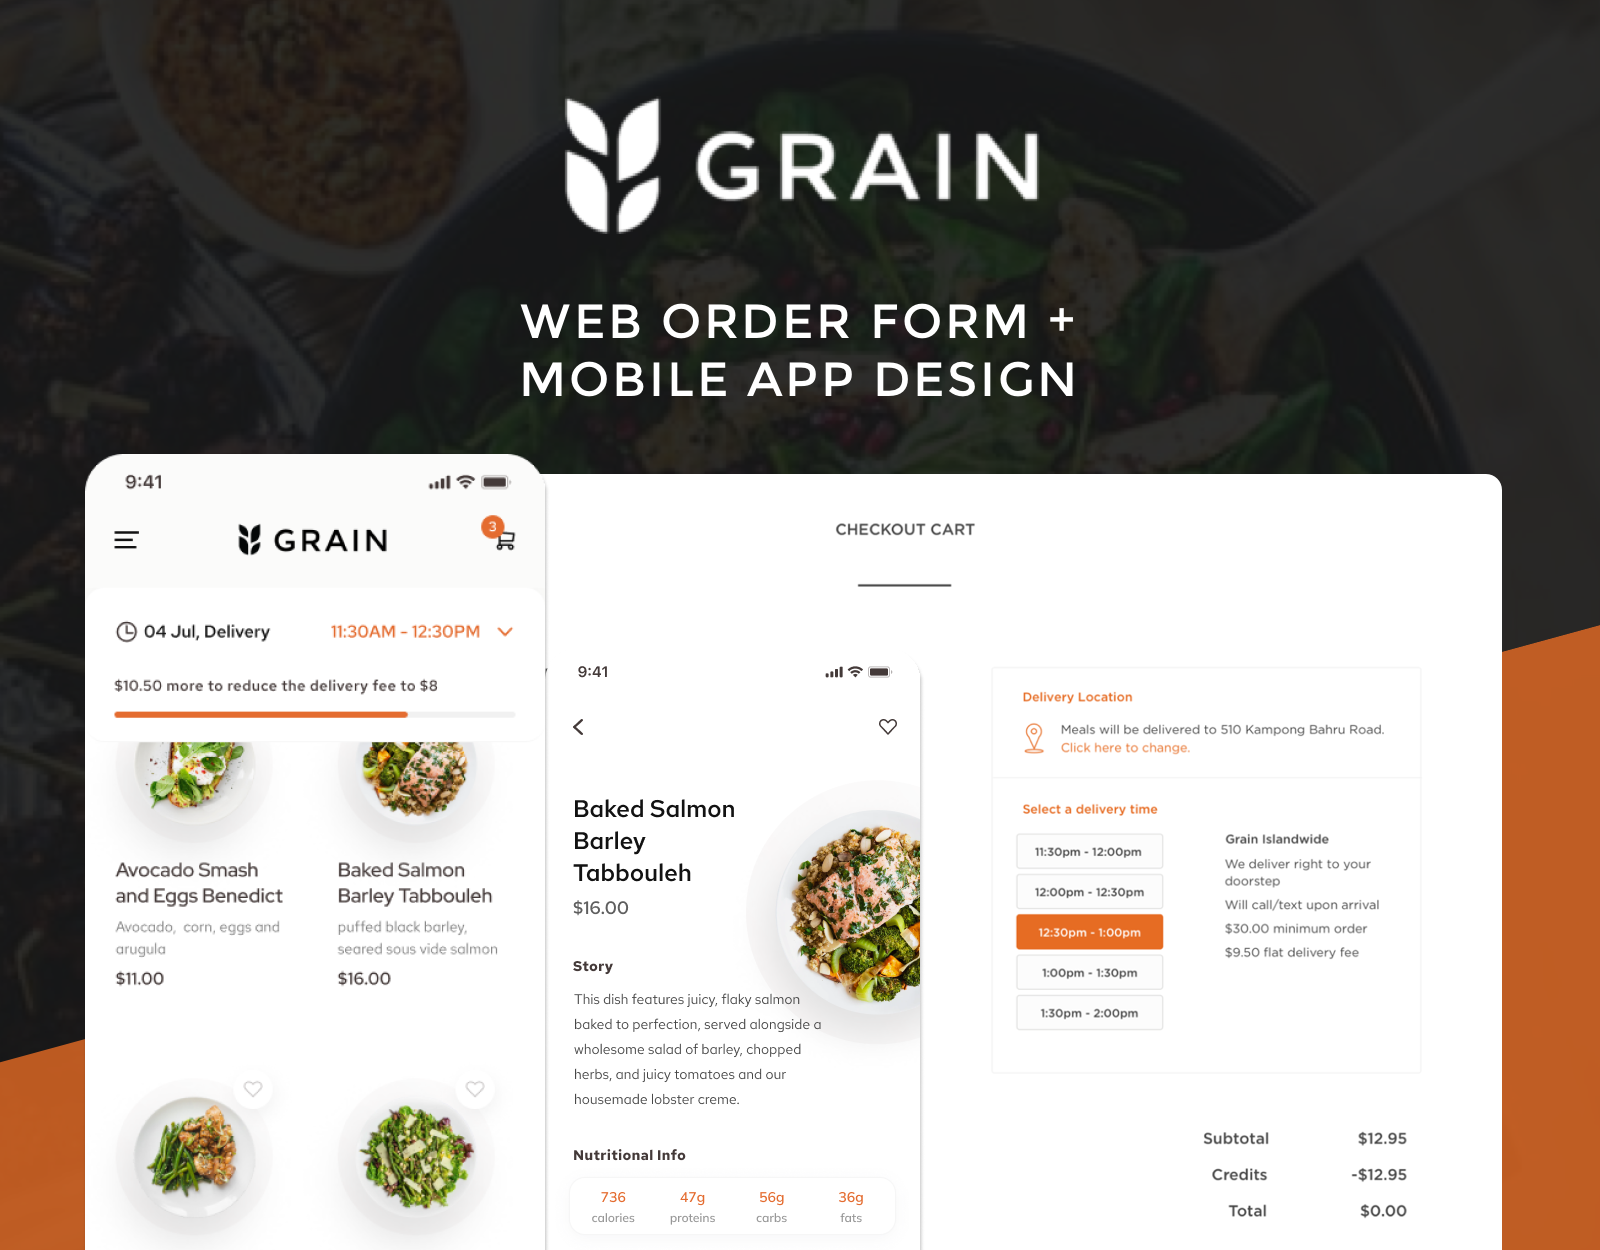 GRAIN
WEB ORDER FORM +
MOBILE APP DESIGN
9:41
GRAIN
3
04 Jul, Delivery
11:30AM - 12:30PM
$10.50 more to reduce the delivery fee to $8
Avocado Smash
and Eggs Benedict
Avocado, corn, eggs and
arugula
$11.00
Baked Salmon
Barley Tabbouleh
puffed black barley,
seared sous vide salmon
$16.00
CHECKOUT CART
9:41
Baked Salmon
Barley
Tabbouleh
$16.00
Story
This dish features juicy, flaky salmon
baked to perfection, served alongside a
wholesome salad of barley, chopped
herbs, and juicy tomatoes and our
housemade lobster creme.
Nutritional Info
736 47g 56g 36g
calories proteins carbs fats
Delivery Location
Meals will be delivered to 510 Kampong Bahru Road.
Click here to change.
Select a delivery time
11:30pm - 12:00pm
12:00pm - 12:30pm
12:30pm - 1:00pm
1:00pm - 1:30pm
1:30pm - 2:00pm
Grain Islandwide
We deliver right to your
doorstep
Will call/text upon arrival
$30.00 minimum order
$9.50 flat delivery fee
Subtotal $12.95
Credits -$12.95
Total $0.00